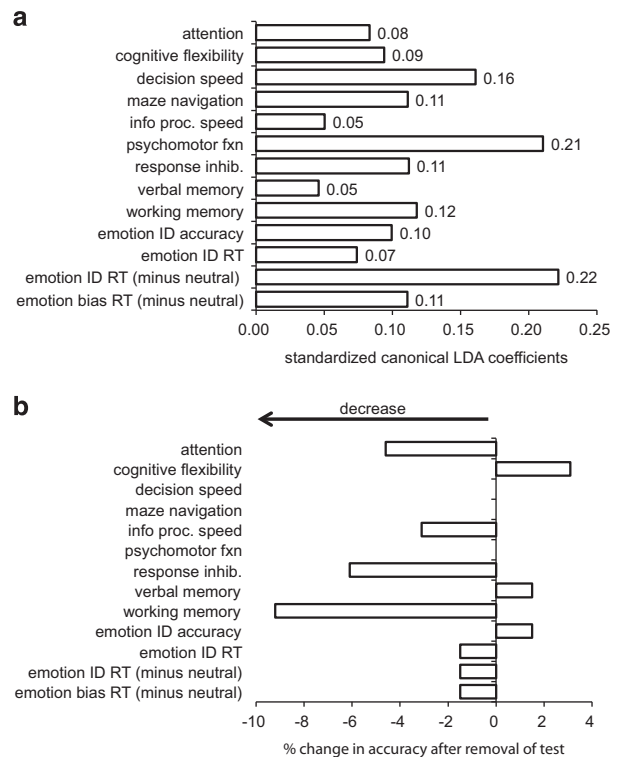 a
attention 0.08
cognitive flexibility 0.09
decision speed 0.16
maze navigation 0.11
info proc. speed 0.05
psychomotor fxn 0.21
response inhib. 0.11
verbal memory 0.05
working memory 0.12
emotion ID accuracy 0.10
emotion ID RT 0.07
emotion ID RT (minus neutral) 0.22
emotion bias RT (minus neutral) 0.11
0.00 0.05 0.10 0.15 0.20 0.25
standardized canonical LDA coefficients
b
decrease
attention
cognitive flexibility
decision speed
maze navigation
info proc. speed
psychomotor fxn
response inhib.
verbal memory
working memory
emotion ID accuracy
emotion ID RT
emotion ID RT (minus neutral)
emotion bias RT (minus neutral)
-10 -8 -6 -4 -2 0 2 4
% change in accuracy after removal of test